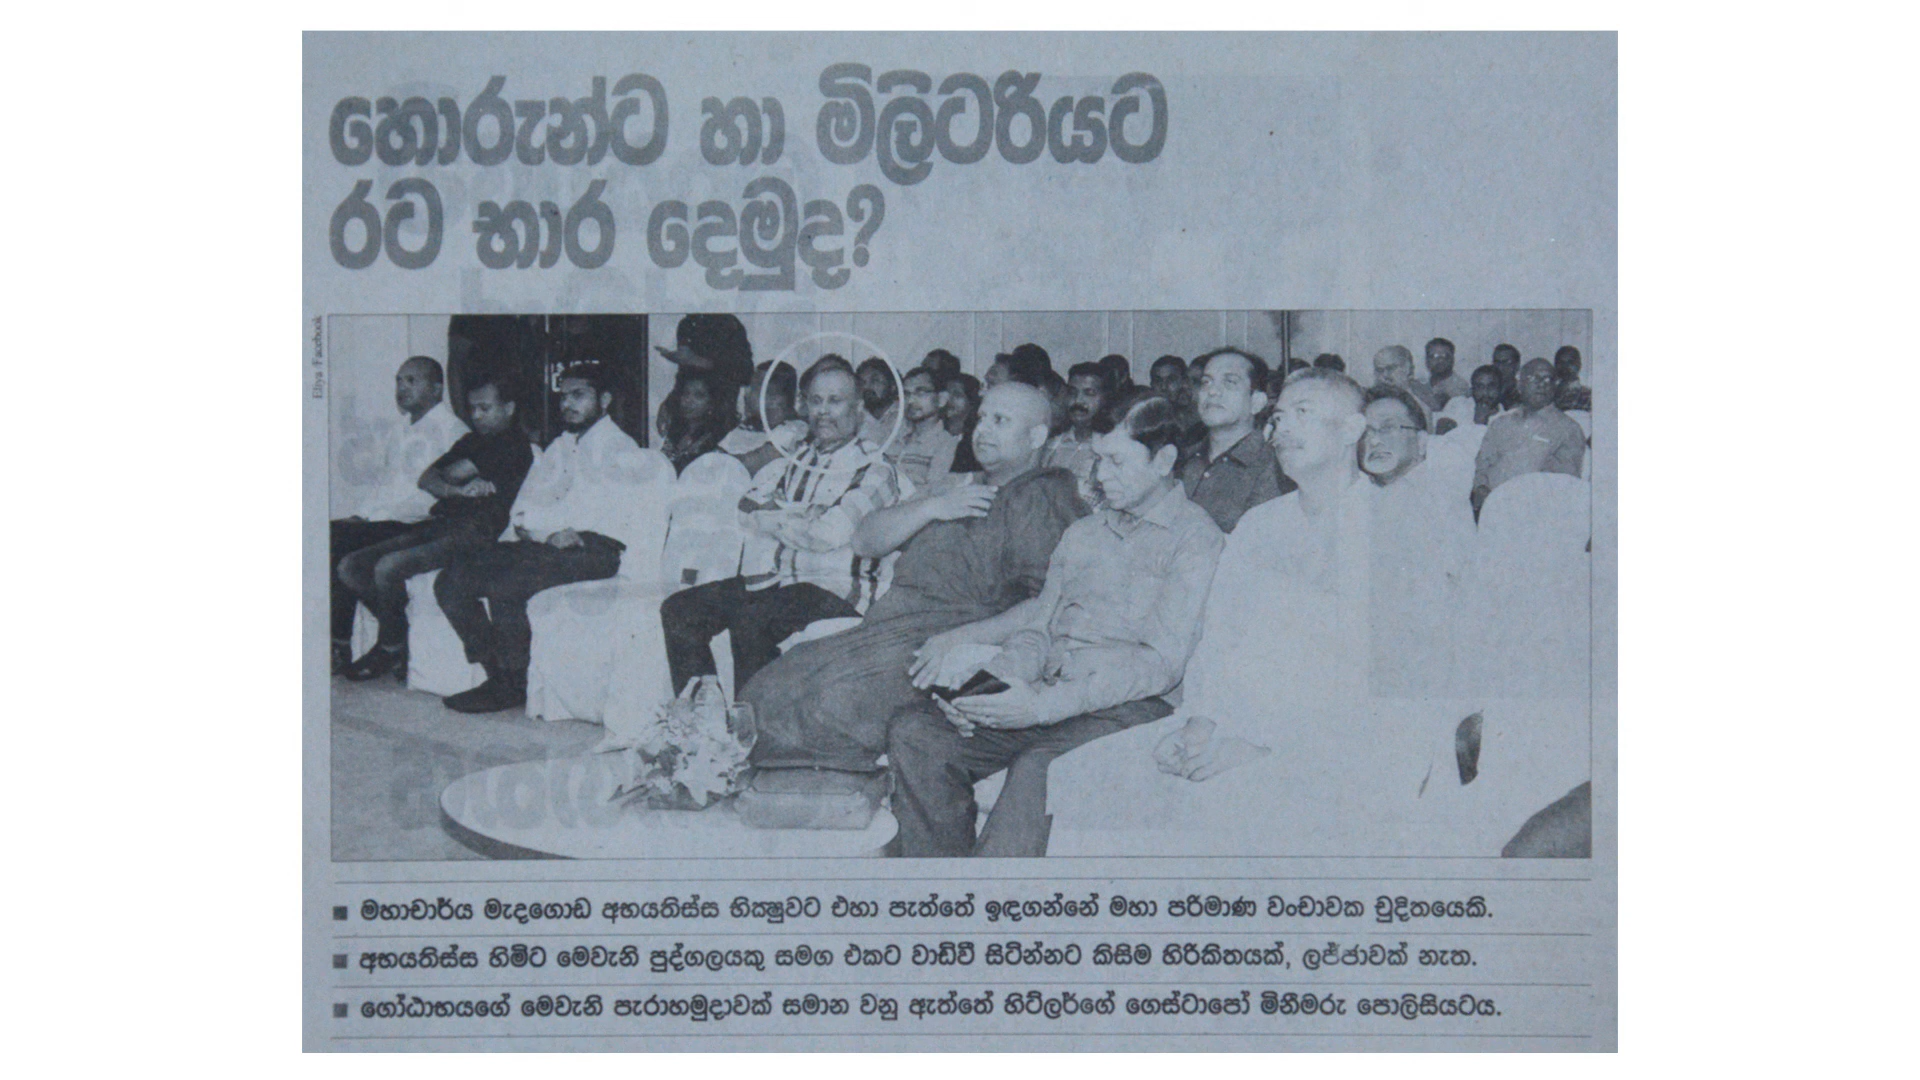 හොරුන්ට හා මිලිටරියට
රට භාර දෙමුද?
Eliya /Facebook
■ මහාචාර්ය මැදගොඩ අභයතිස්ස භික්‍ෂුවට එහා පැත්තේ ඉඳගන්නේ මහා පරිමාණ වංචාවක චූදිතයෙකි.
■ අභයතිස්ස හිමිට මෙවැනි පුද්ගලයකු සමග එකට වාඩිවී සිටින්නට කිසිම හිරිකිතයක්, ලජ්ජාවක් නැත.
■ ගෝඨාභයගේ මෙවැනි පැරාහමුදාවක් සමාන වනු ඇත්තේ හිට්ලර්ගේ ගෙස්ටාපෝ මිනීමරු පොලිසියටය.